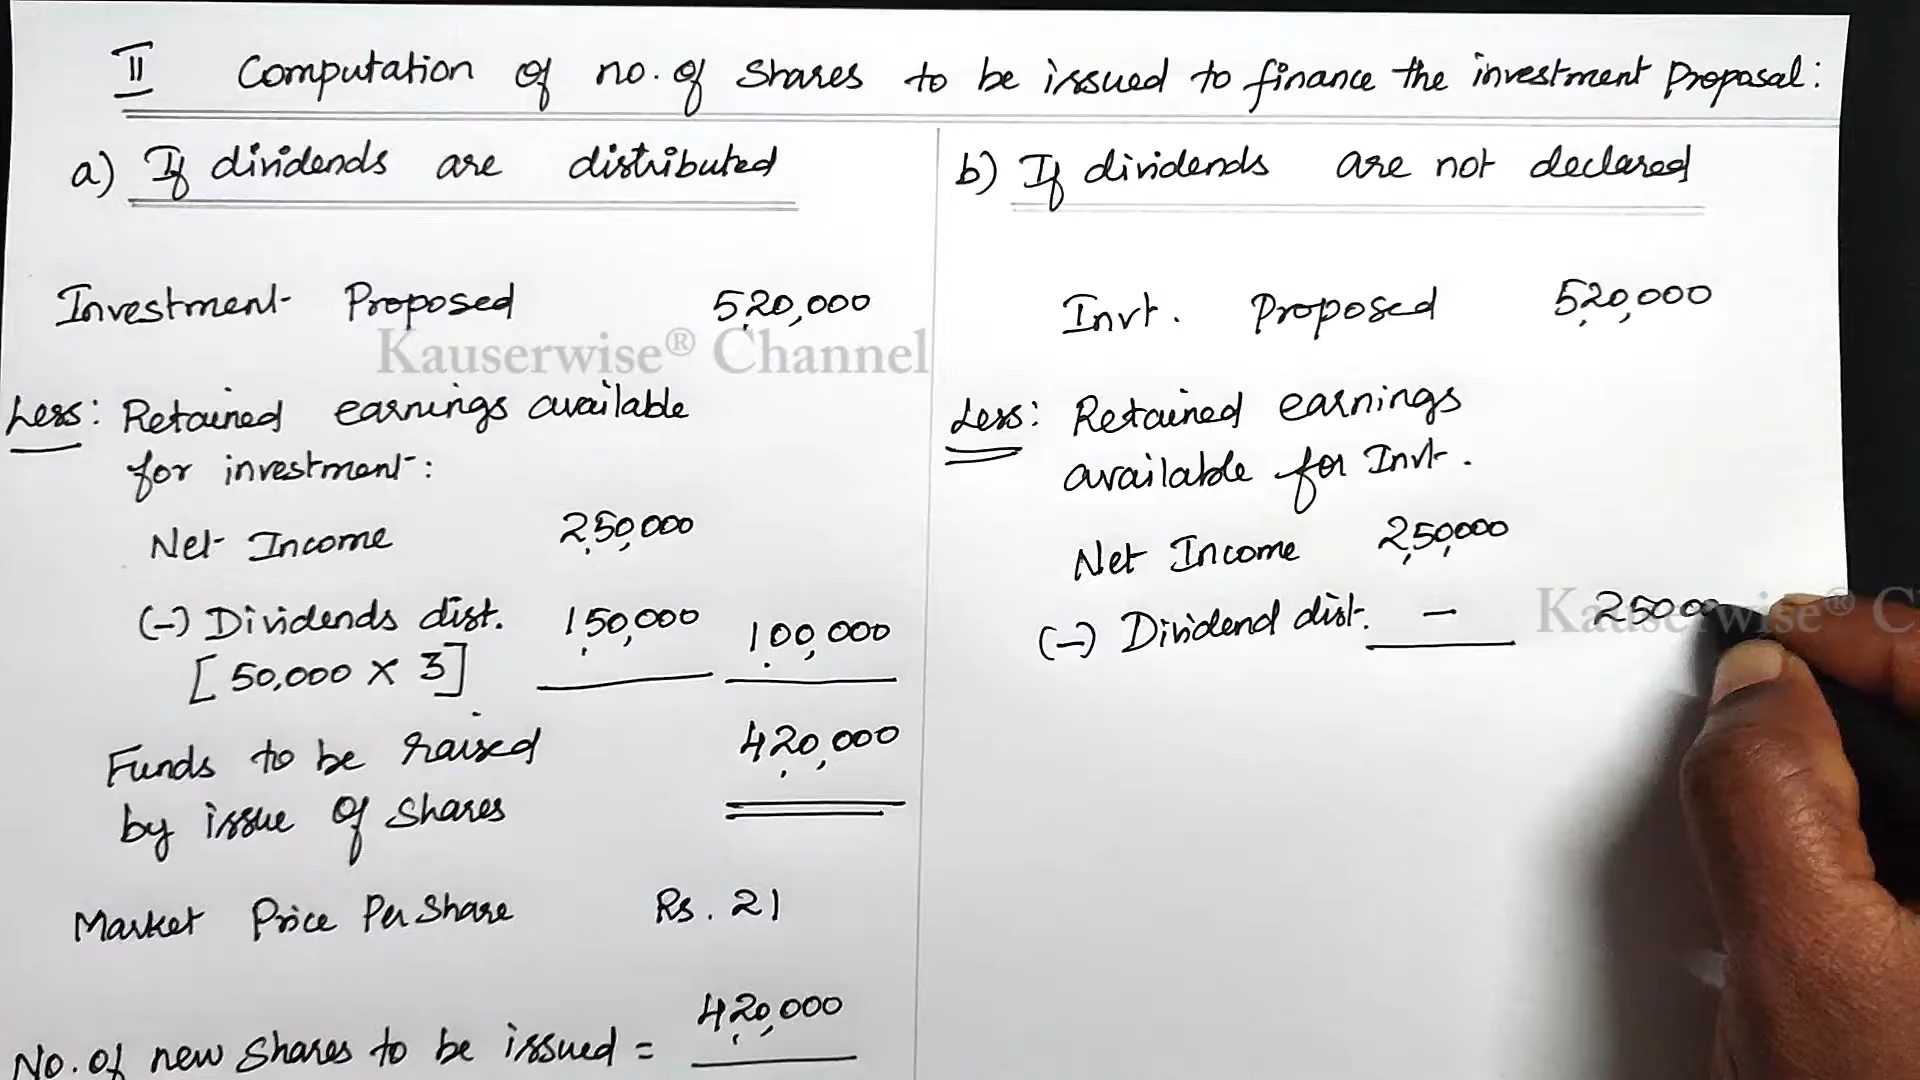 II Computation of no. of shares to be issued to finance the investment Proposal:
a) If dividends are distributed
Investment Proposed 5,20,000
Less: Retained earnings available
for investment:
Net Income 2,50,000
(-) Dividends dist. 1,50,000 1,00,000
[50,000 X 3]
Funds to be raised 4,20,000
by issue of shares
Market Price Per Share Rs. 21
No. of new shares to be issued = 4,20,000
b) If dividends are not declared
Invt. Proposed 5,20,000
Less: Retained earnings
available for Invt.
Net Income 2,50,000
(-) Dividend dist. — 25000
Kauserwise® Channel
Kauserwise® C